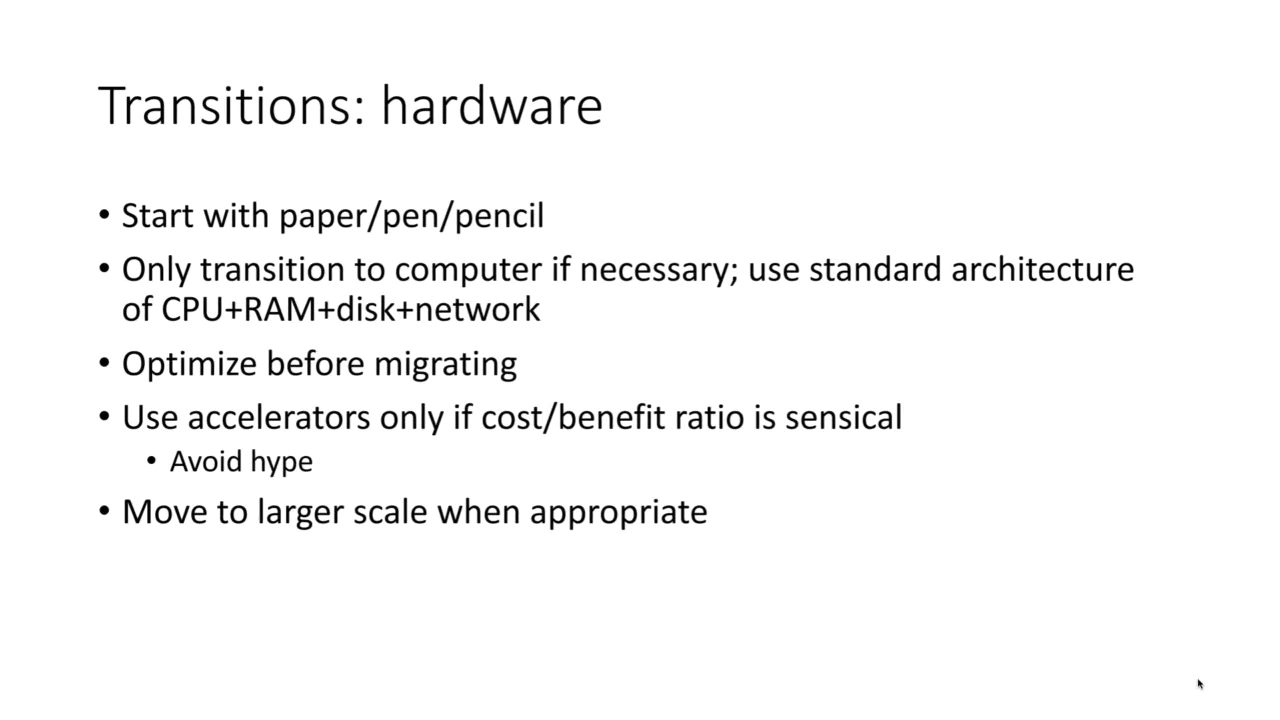 Transitions: hardware
• Start with paper/pen/pencil
• Only transition to computer if necessary; use standard architecture
of CPU+RAM+disk+network
• Optimize before migrating
• Use accelerators only if cost/benefit ratio is sensical
• Avoid hype
• Move to larger scale when appropriate